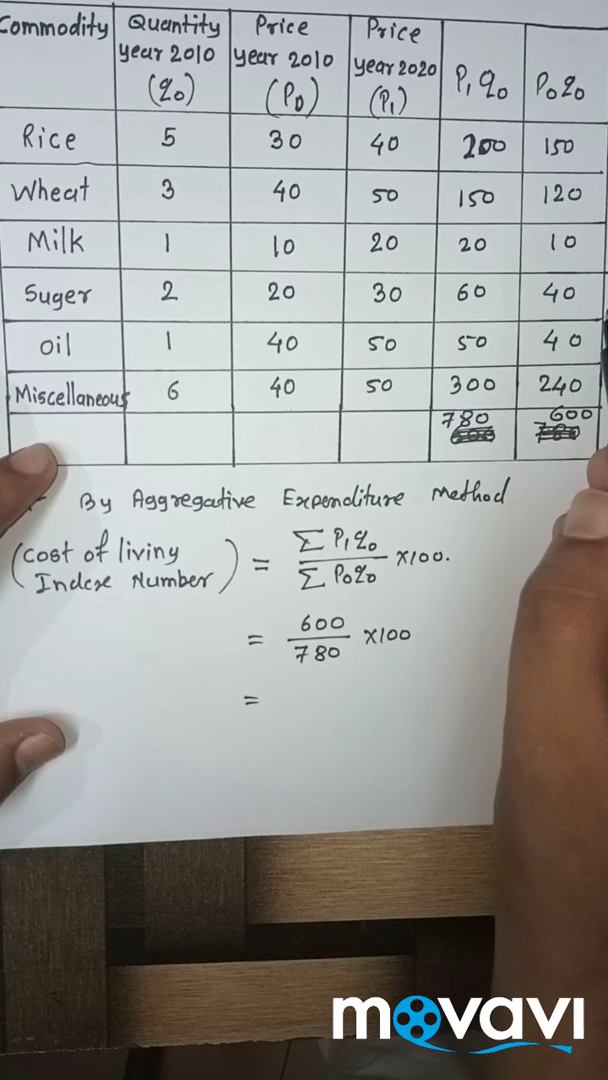 Commodity Quantity year 2010 (q₀) Price year 2010 (P₀) Price year 2020 (P₁) P₁q₀ P₀q₀
Rice 5 30 40 200 150
Wheat 3 40 50 150 120
Milk 1 10 20 20 10
Suger 2 20 30 60 40
oil 1 40 50 50 40
Miscellaneous 6 40 50 300 240
780 600
By Aggregative Expenditure Method
(Cost of liviny Index Number) = ΣP₁q₀ / ΣP₀q₀ ×100.
= 600 / 780 ×100
=
movavi